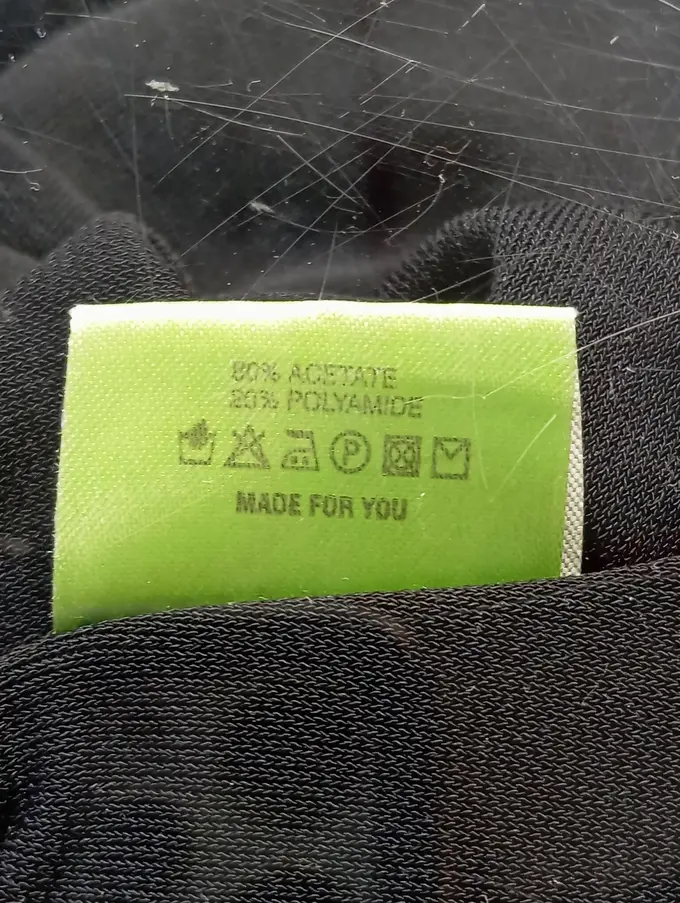 80% ACETATE
20% POLYAMIDE
P
MADE FOR YOU